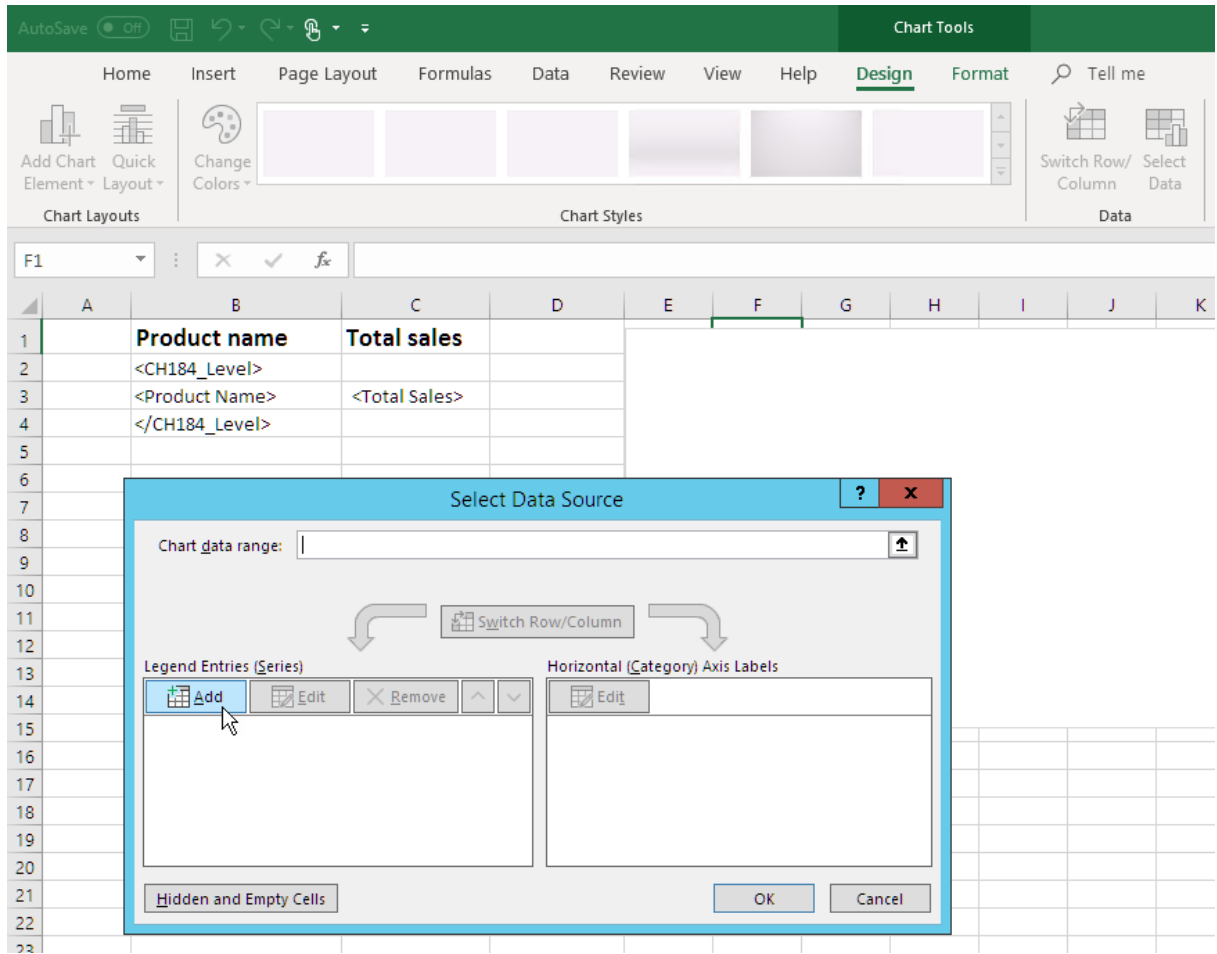 AutoSave Off
Chart Tools
Home Insert Page Layout Formulas Data Review View Help Design Format Tell me
Add Chart Element Quick Layout Change Colors Switch Row/ Column Select Data
Chart Layouts Chart Styles Data
F1 fx
A B C D E F G H I J K
1 Product name Total sales
2 <CH184_Level>
3 <Product Name> <Total Sales>
4 </CH184_Level>
5
6
7 Select Data Source ? x
8 Chart data range:
9
10
11 Switch Row/Column
12
13 Legend Entries (Series) Horizontal (Category) Axis Labels
14 Add Edit Remove Edit
15
16
17
18
19
20
21 Hidden and Empty Cells OK Cancel
22
23